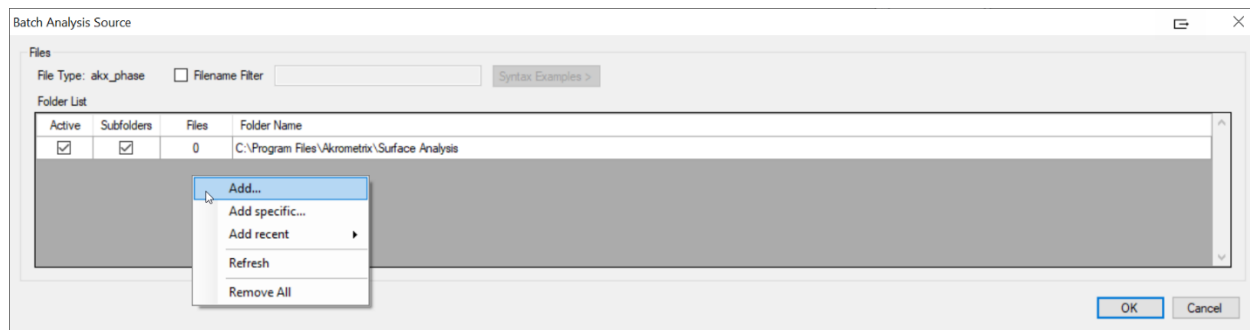 Batch Analysis Source
Files
File Type: akx_phase Filename Filter Syntax Examples >
Folder List
Active Subfolders Files Folder Name
0 C:\Program Files\Akrometrix\Surface Analysis
Add...
Add specific...
Add recent
Refresh
Remove All
OK Cancel